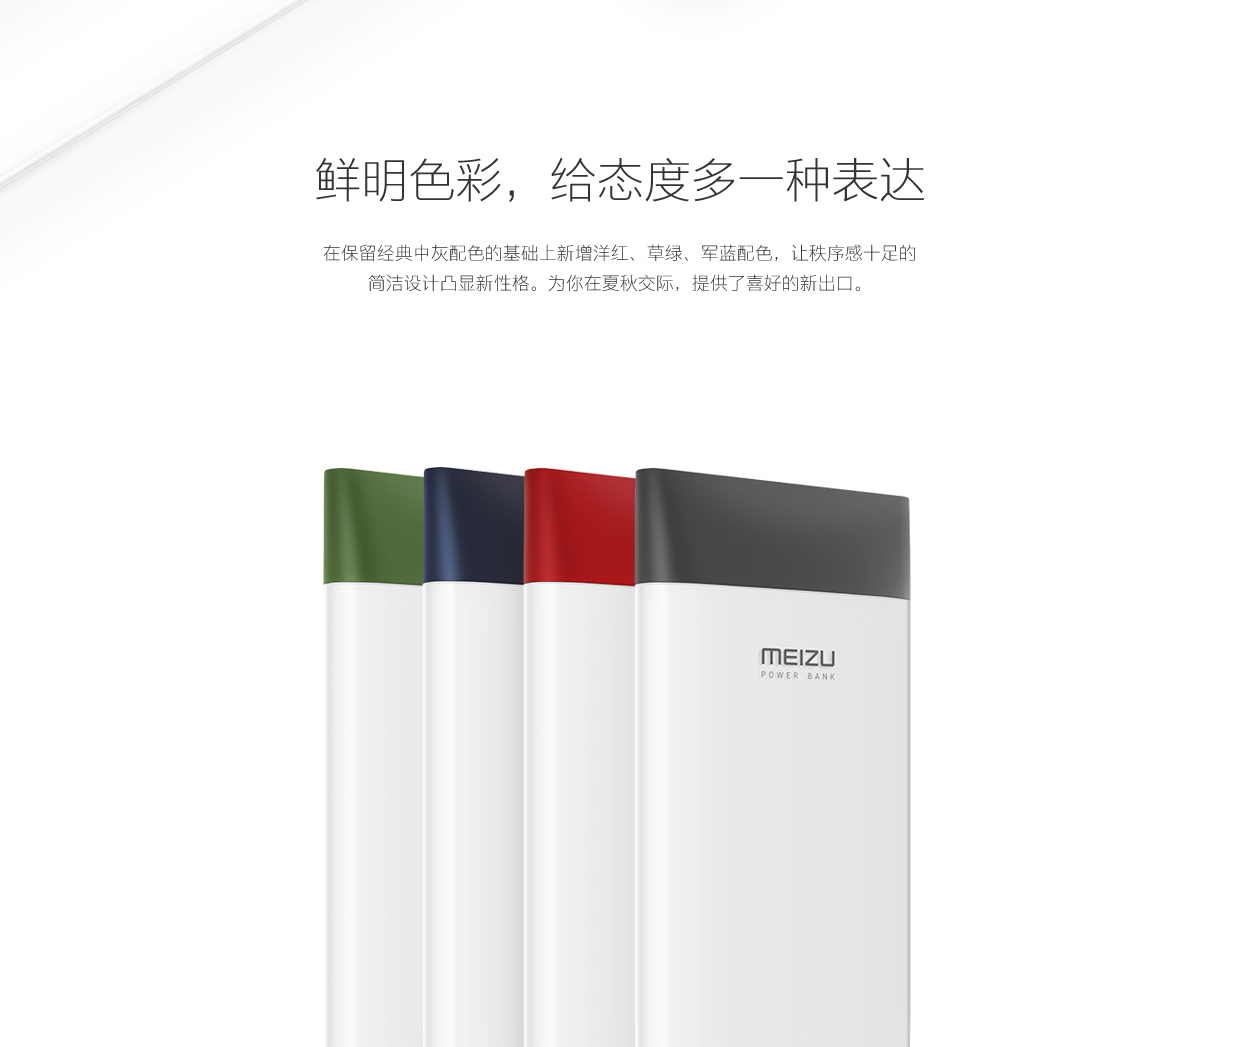 鲜明色彩，给态度多一种表达
在保留经典中灰配色的基础上新增洋红、草绿、军蓝配色，让秩序感十足的
简洁设计凸显新性格。为你在夏秋交际，提供了喜好的新出口。
MEIZU
POWER BANK